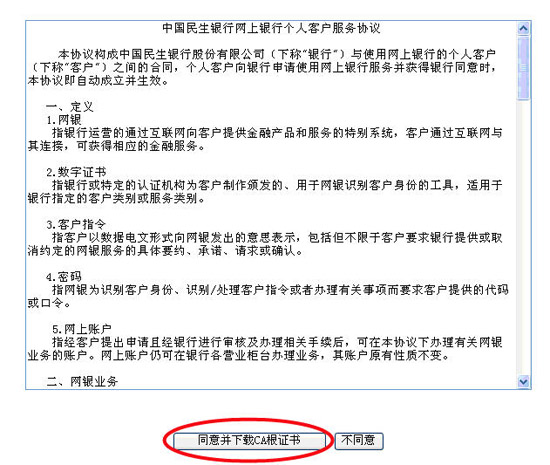 中国民生银行网上银行个人客户服务协议
本协议构成中国民生银行股份有限公司（下称"银行"）与使用网上银行的个人客户
（下称"客户"）之间的合同，个人客户向银行申请使用网上银行服务并获得银行同意时，
本协议即自动成立并生效。
一、定义
1.网银
指银行运营的通过互联网向客户提供金融产品和服务的特别系统，客户通过互联网与
其连接，可获得相应的金融服务。
2.数字证书
指银行或特定的认证机构为客户制作颁发的、用于网银识别客户身份的工具，适用于
银行指定的客户类别或服务类别。
3.客户指令
指客户以数据电文形式向网银发出的意思表示，包括但不限于客户要求银行提供或取
消约定的网银服务的具体要约、承诺、请求或确认。
4.密码
指网银为识别客户身份、识别/处理客户指令或者办理有关事项而要求客户提供的代码
或口令。
5.网上账户
指经客户提出申请且经银行进行审核及办理相关手续后，可在本协议下办理有关网银
业务的账户。网上账户仍可在银行各营业柜台办理业务，其账户原有性质不变。
二、网银业务
同意并下载CA根证书
不同意